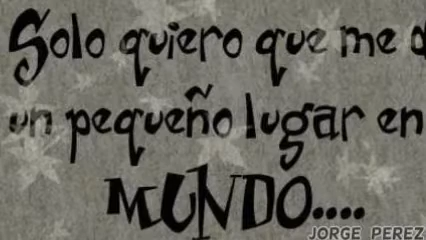 Solo quiero que me d
un pequeño lugar en
MUNDO....
JORGE PEREZ